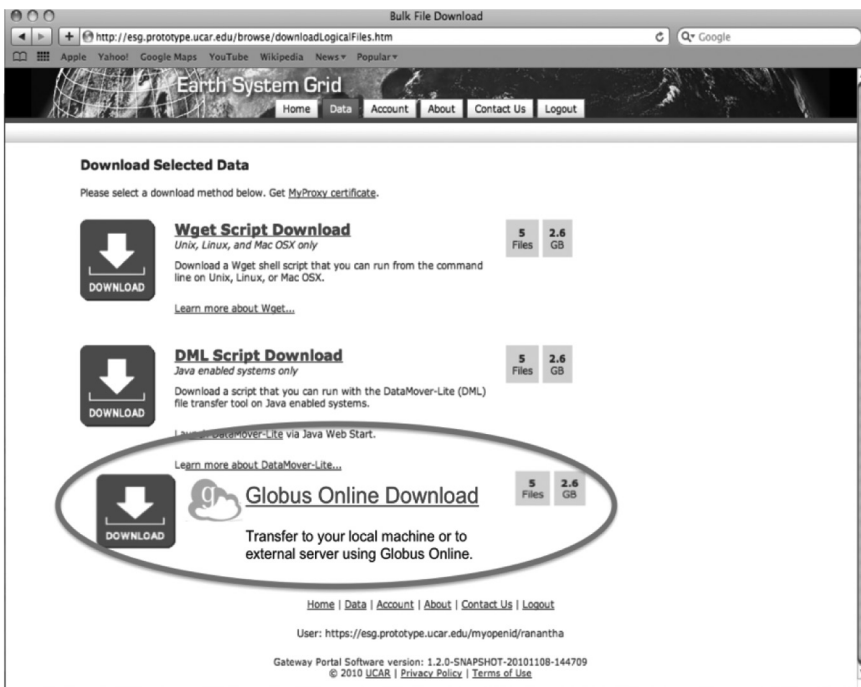 Bulk File Download
http://esg.prototype.ucar.edu/browse/downloadLogicalFiles.htm
Google
Apple Yahoo! Google Maps YouTube Wikipedia News Popular
Earth System Grid
Home Data Account About Contact Us Logout
Download Selected Data
Please select a download method below. Get MyProxy certificate.
Wget Script Download
Unix, Linux, and Mac OSX only
Download a Wget shell script that you can run from the command
line on Unix, Linux, or Mac OSX.
Learn more about Wget...
DOWNLOAD
5 Files
2.6 GB
DML Script Download
Java enabled systems only
Download a script that you can run with the DataMover-Lite (DML)
file transfer tool on Java enabled systems.
Launch DataMover-Lite via Java Web Start.
Learn more about DataMover-Lite...
DOWNLOAD
5 Files
2.6 GB
g
Globus Online Download
Transfer to your local machine or to
external server using Globus Online.
DOWNLOAD
5 Files
2.6 GB
Home | Data | Account | About | Contact Us | Logout
User: https://esg.prototype.ucar.edu/myopenid/ranantha
Gateway Portal Software version: 1.2.0-SNAPSHOT-20101108-144709
© 2010 UCAR | Privacy Policy | Terms of Use